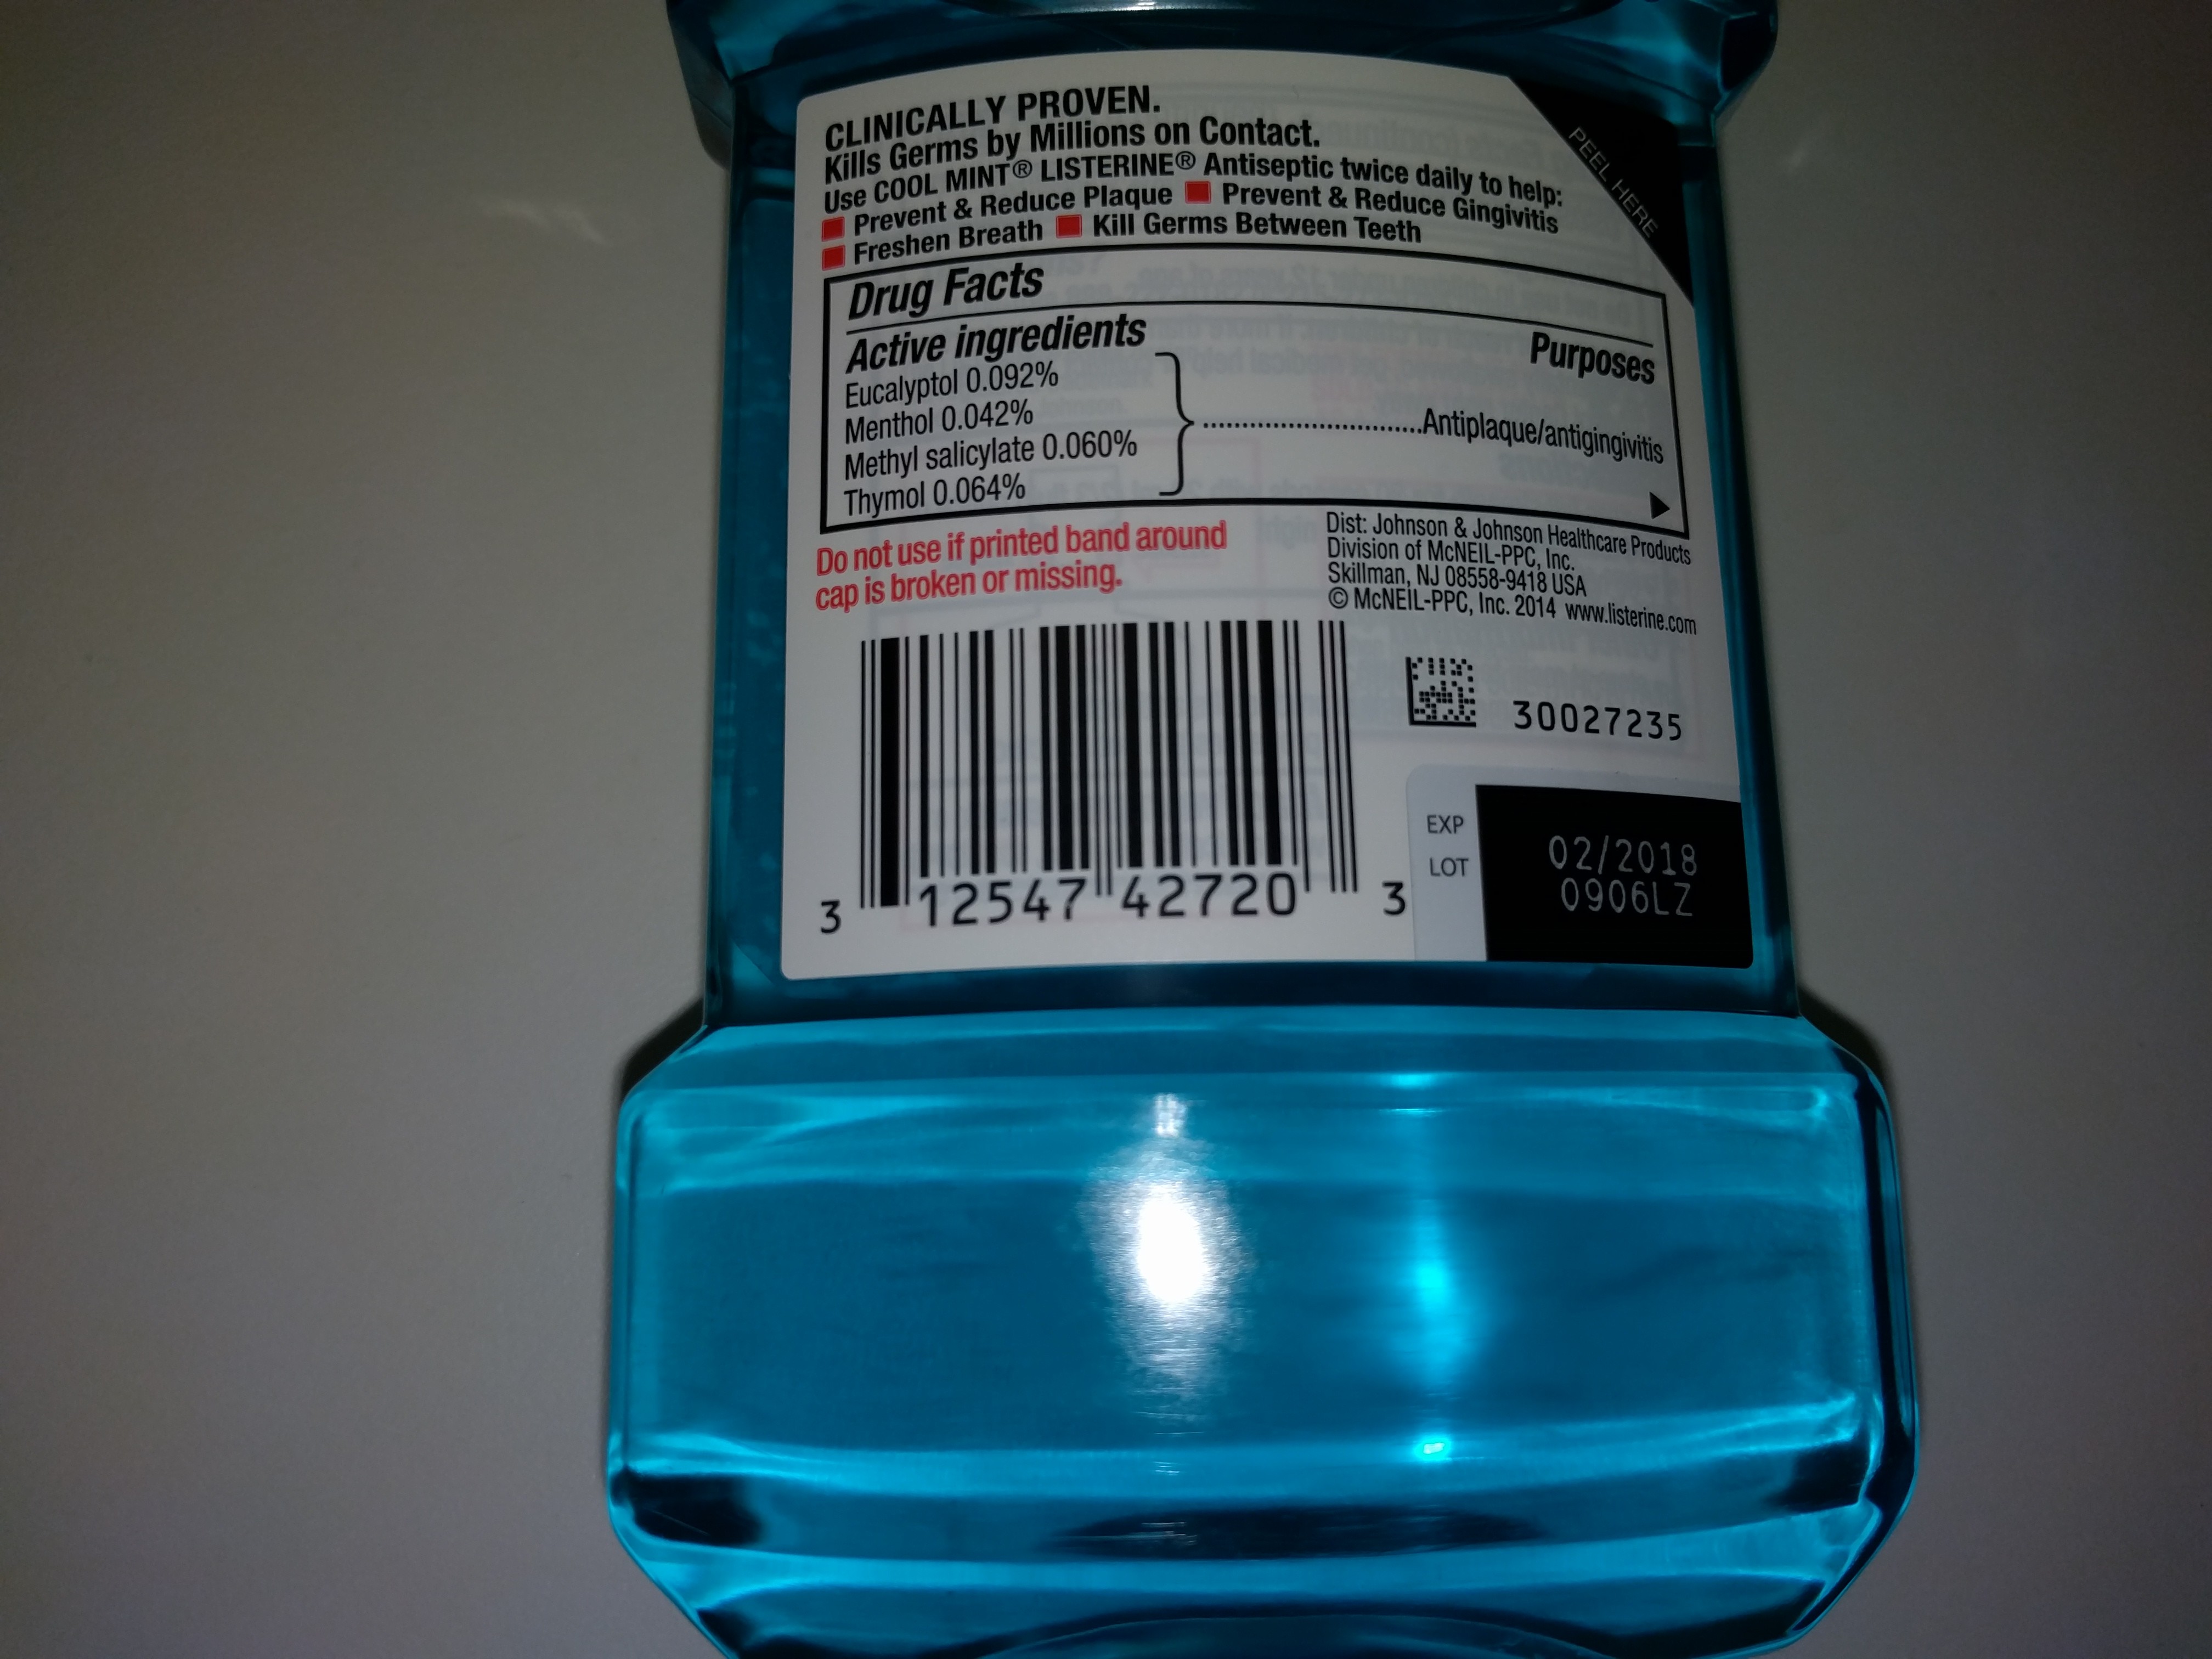 PEEL HERE
CLINICALLY PROVEN.
Kills Germs by Millions on Contact.
Use COOL MINT® LISTERINE® Antiseptic twice daily to help:
Prevent & Reduce Plaque Prevent & Reduce Gingivitis
Freshen Breath Kill Germs Between Teeth
Drug Facts
Active ingredients Purposes
Eucalyptol 0.092%
Menthol 0.042%
Methyl salicylate 0.060%
Thymol 0.064%
..............................Antiplaque/antigingivitis
Do not use if printed band around
cap is broken or missing.
Dist: Johnson & Johnson Healthcare Products
Division of McNEIL-PPC, Inc.
Skillman, NJ 08558-9418 USA
© McNEIL-PPC, Inc. 2014 www.listerine.com
30027235
3 12547 42720 3
EXP 02/2018
LOT 0906LZ